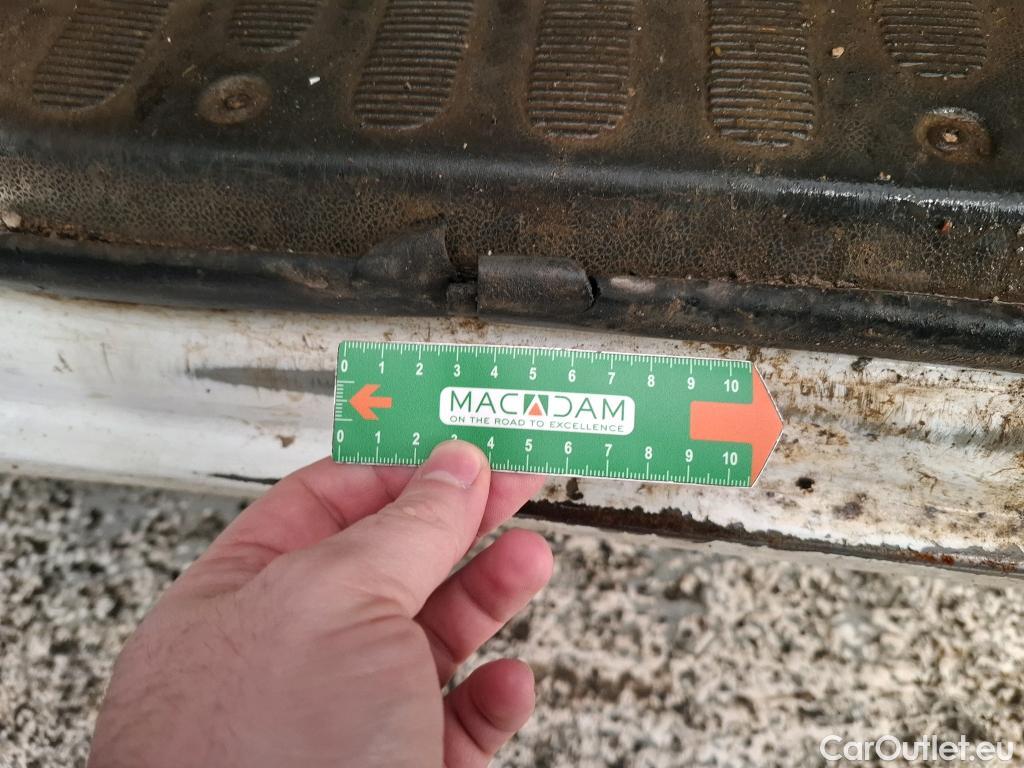 0 1 2 3 4 5 6 7 8 9 10
MACADAM
ON THE ROAD TO EXCELLENCE
0 1 2 3 4 5 6 7 8 9 10
CarOutlet.eu